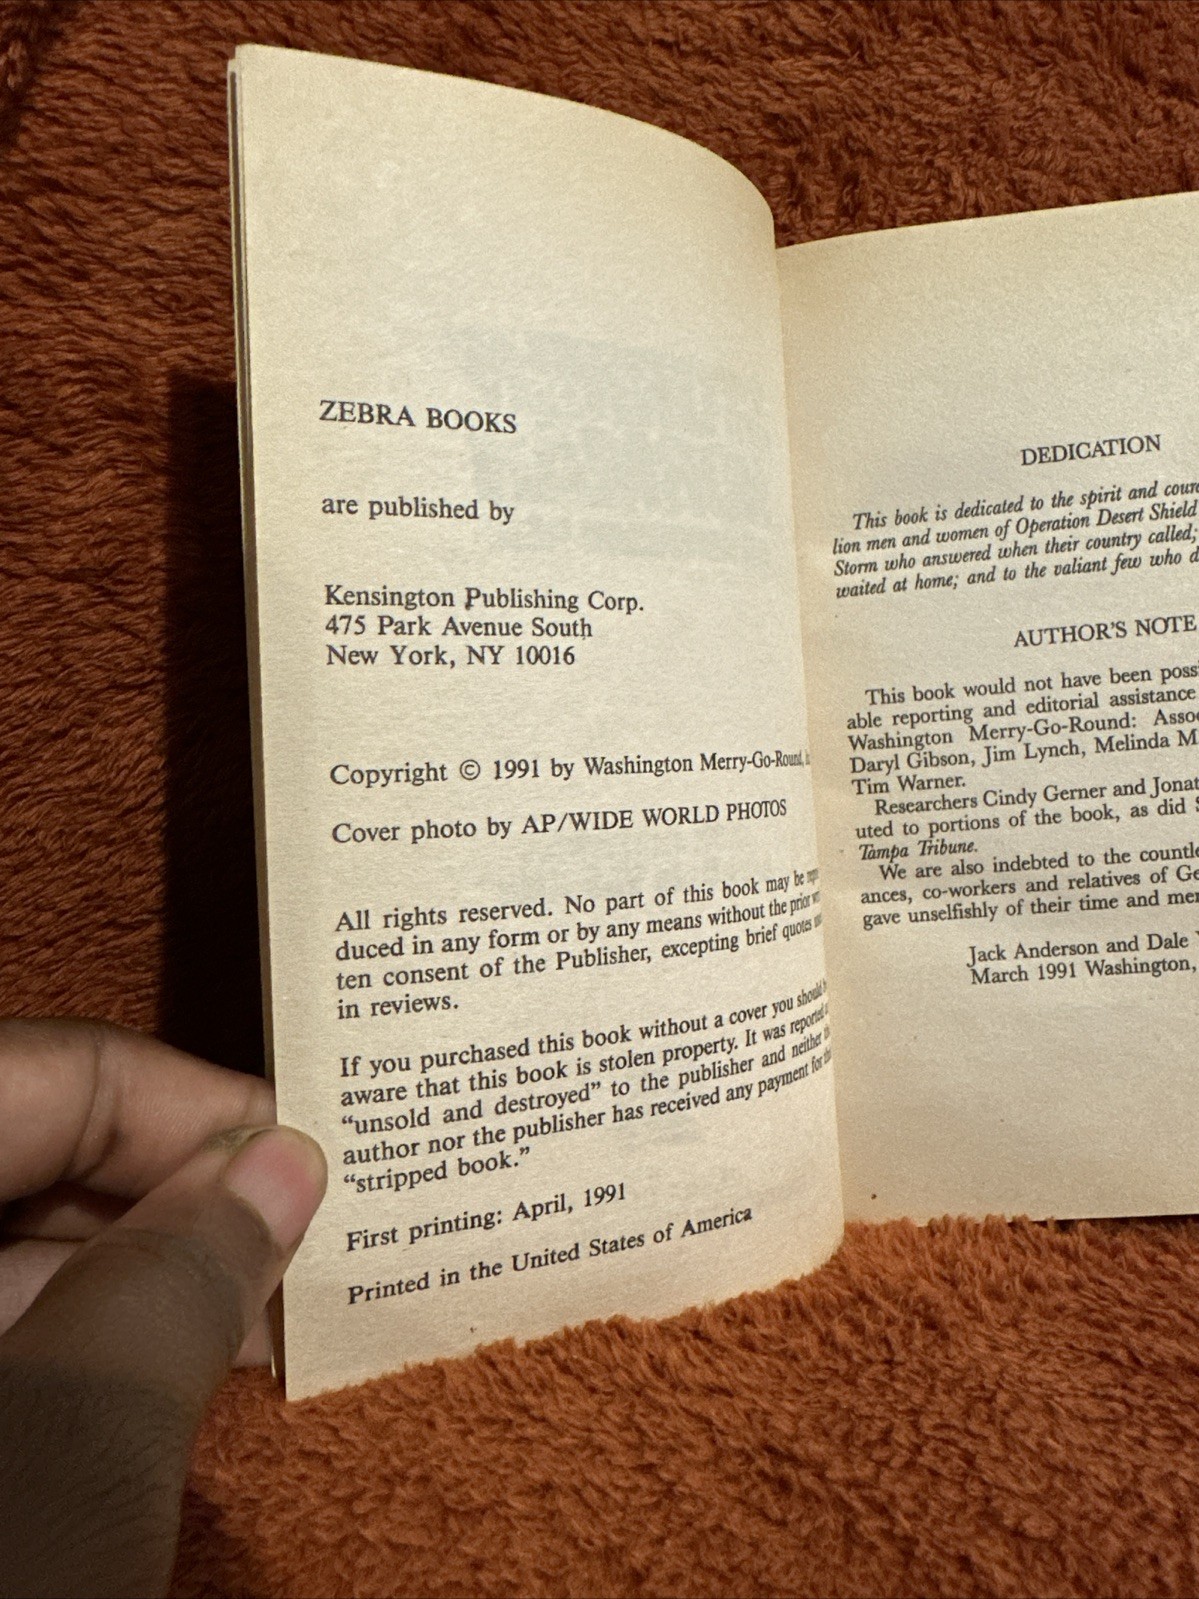 ZEBRA BOOKS
are published by
Kensington Publishing Corp.
475 Park Avenue South
New York, NY 10016
Copyright © 1991 by Washington Merry-Go-Round,
Cover photo by AP/WIDE WORLD PHOTOS
All rights reserved. No part of this book may be
duced in any form or by any means without the prior
ten consent of the Publisher, excepting brief quotes
in reviews.
If you purchased this book without a cover you should
aware that this book is stolen property. It was reported
“unsold and destroyed” to the publisher and neither
author nor the publisher has received any payment for
“stripped book.”
First printing: April, 1991
Printed in the United States of America
DEDICATION
This book is dedicated to the spirit and
lion men and women of Operation Desert Shield
Storm who answered when their country called;
waited at home; and to the valiant few who
AUTHOR’S NOTE
This book would not have been
able reporting and editorial assistance
Washington Merry-Go-Round:
Daryl Gibson, Jim Lynch, Melinda
Tim Warner.
Researchers Cindy Gerner and
uted to portions of the book, as did
Tampa Tribune.
We are also indebted to the
ances, co-workers and relatives of
gave unselfishly of their time and
Jack Anderson and Dale
March 1991 Washington,